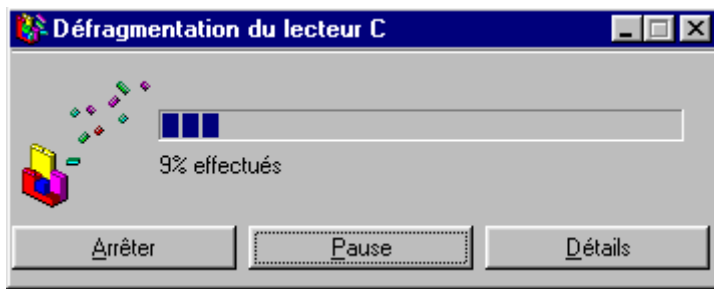 Défragmentation du lecteur C
9% effectués
Arrêter
Pause
Détails